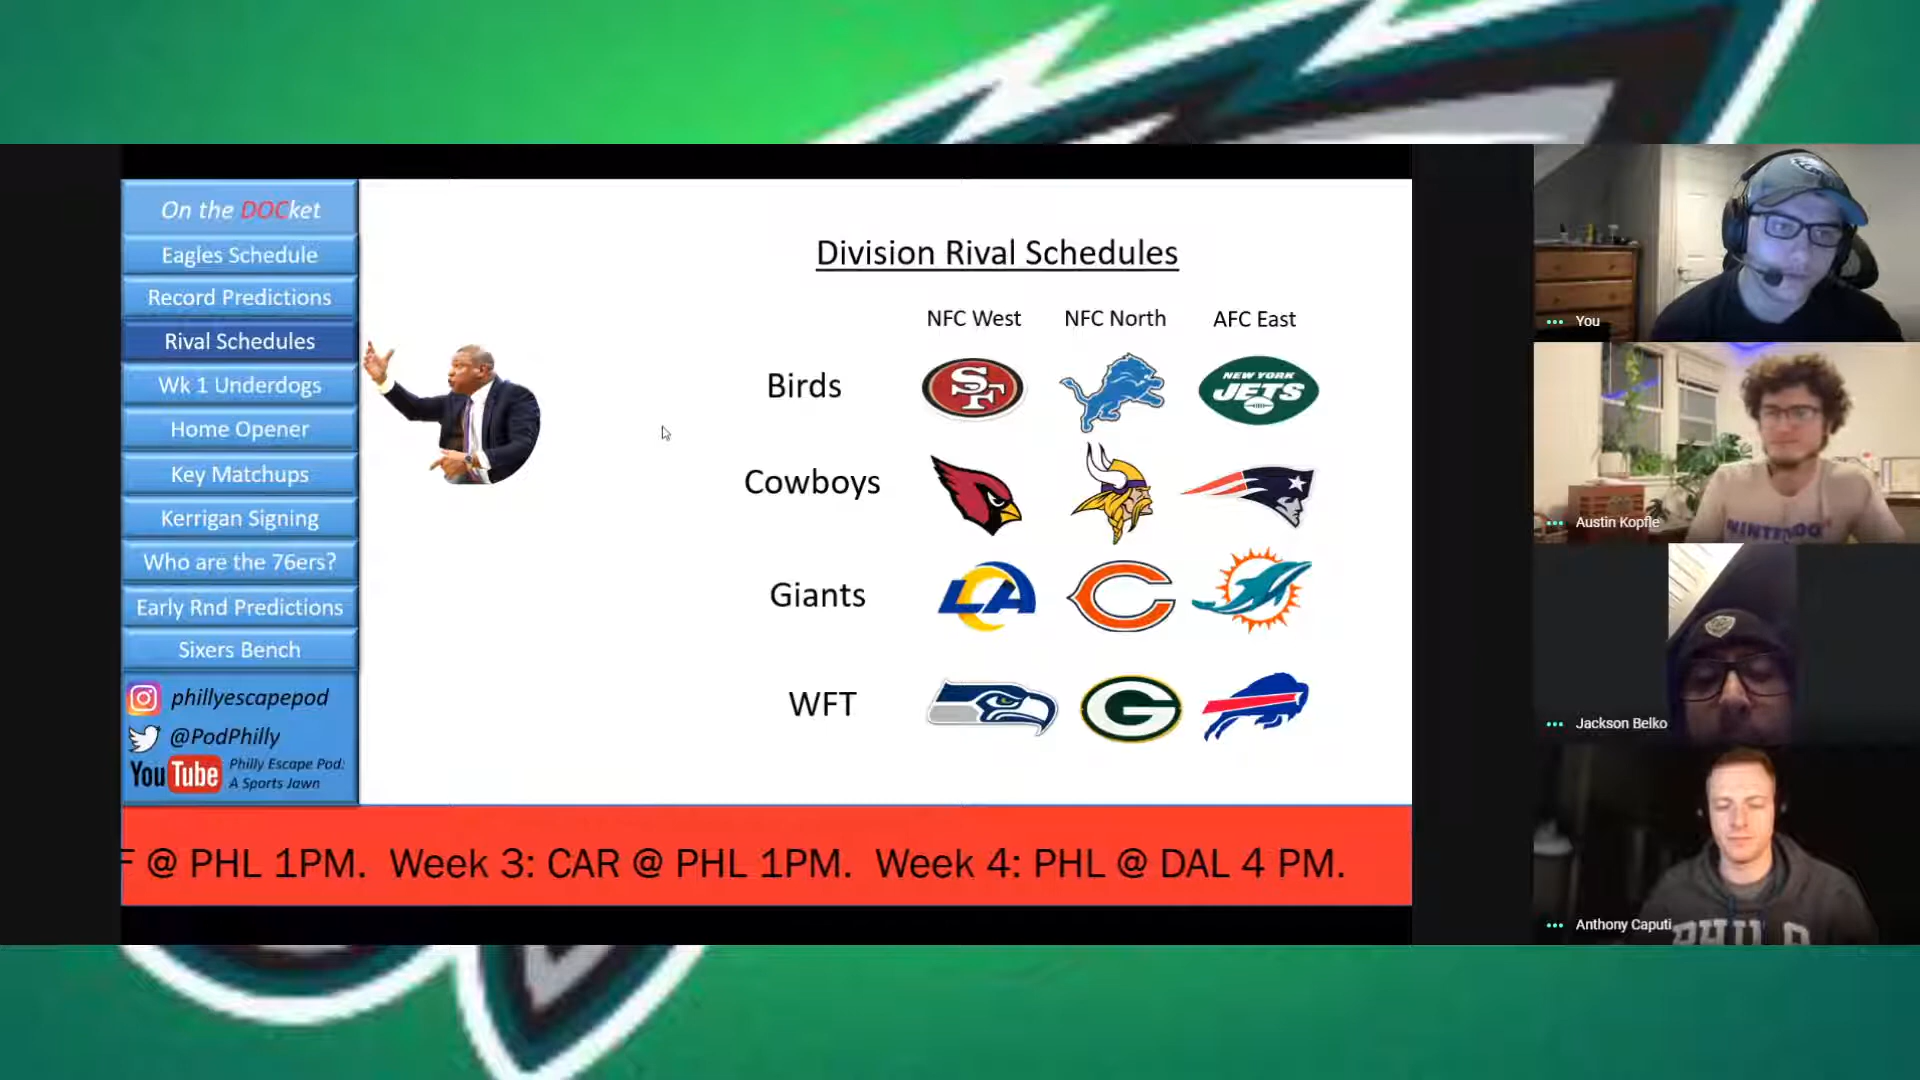 On the DOCket
Eagles Schedule
Record Predictions
Rival Schedules
Wk 1 Underdogs
Home Opener
Key Matchups
Kerrigan Signing
Who are the 76ers?
Early Rnd Predictions
Sixers Bench
phillyescapepod
@PodPhilly
YouTube
Philly Escape Pod:
A Sports Jawn
Division Rival Schedules
NFC West NFC North AFC East
Birds
SF
NEW YORK
JETS
Cowboys
Giants
LA
C
WFT
G
F @ PHL 1PM. Week 3: CAR @ PHL 1PM. Week 4: PHL @ DAL 4 PM.
You
Austin Kopfle
NINTENDO
Jackson Belko
Anthony Caputi